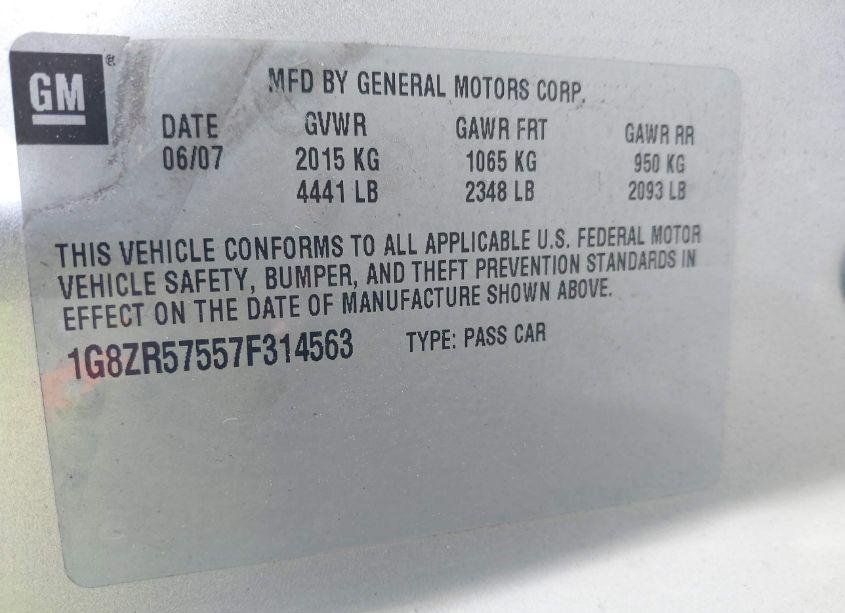 GM®
MFD BY GENERAL MOTORS CORP.
DATE GVWR GAWR FRT GAWR RR
06/07 2015 KG 1065 KG 950 KG
4441 LB 2348 LB 2093 LB
THIS VEHICLE CONFORMS TO ALL APPLICABLE U.S. FEDERAL MOTOR
VEHICLE SAFETY, BUMPER, AND THEFT PREVENTION STANDARDS IN
EFFECT ON THE DATE OF MANUFACTURE SHOWN ABOVE.
1G8ZR57557F314563 TYPE: PASS CAR